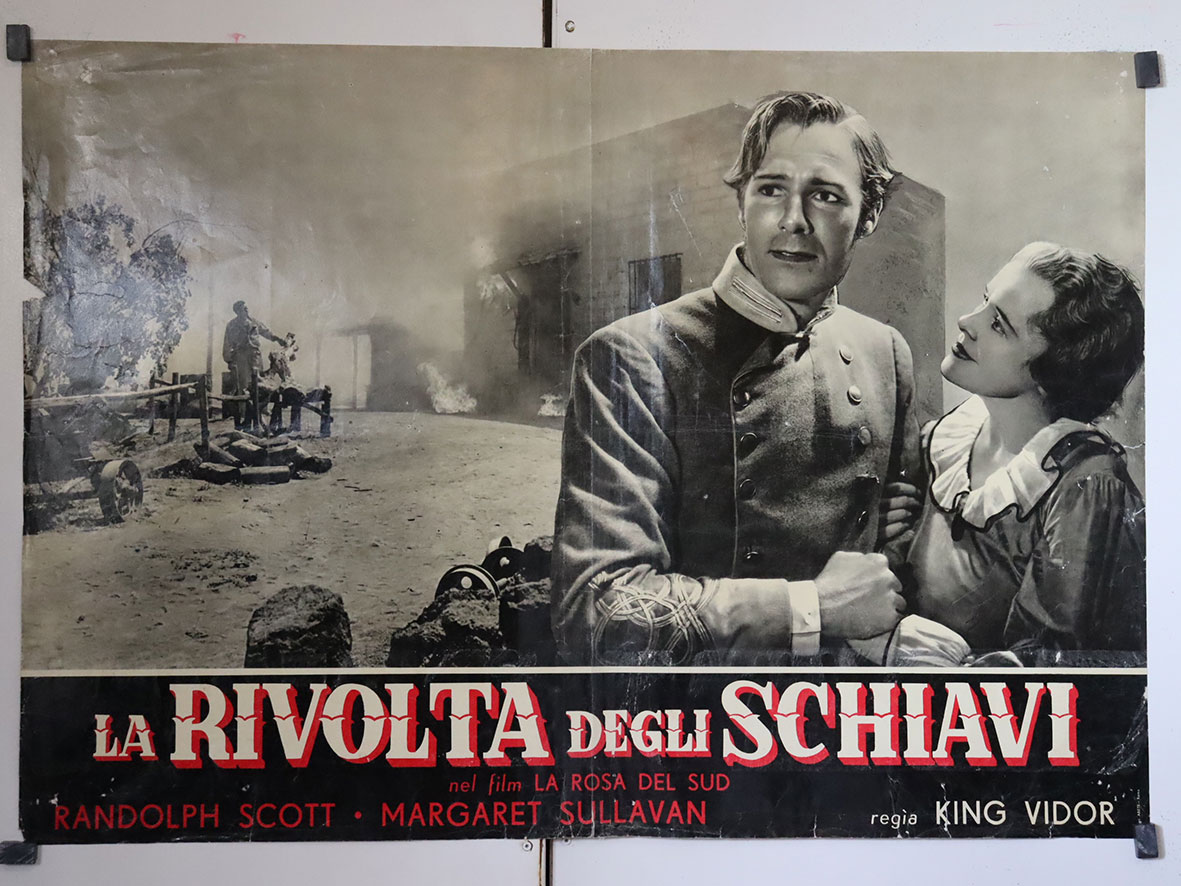 LA RIVOLTA DEGLI SCHIAVI
nel film LA ROSA DEL SUD
RANDOLPH SCOTT • MARGARET SULLAVAN regia KING VIDOR